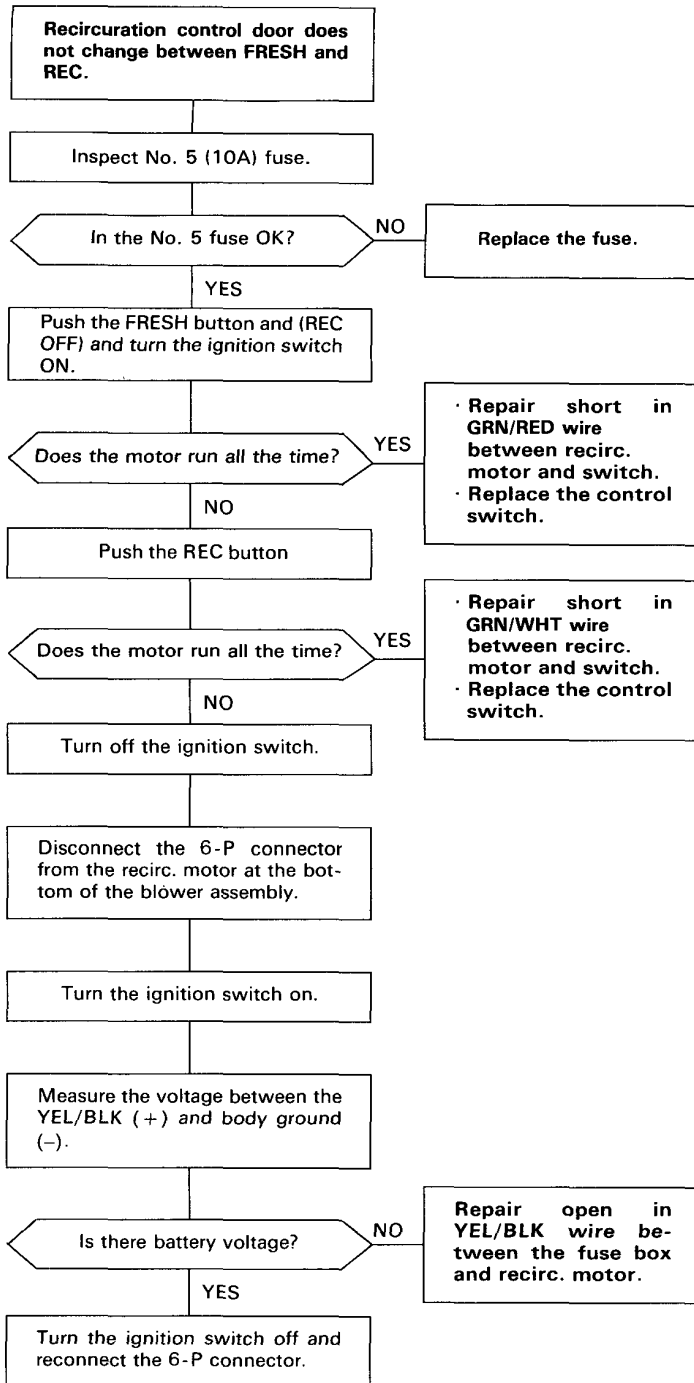 Recircuration control door does
not change between FRESH and
REC.
Inspect No. 5 (10A) fuse.
In the No. 5 fuse OK?
NO
Replace the fuse.
YES
Push the FRESH button and (REC
OFF) and turn the ignition switch
ON.
Does the motor run all the time?
YES
· Repair short in
GRN/RED wire
between recirc.
motor and switch.
· Replace the control
switch.
NO
Push the REC button
Does the motor run all the time?
YES
· Repair short in
GRN/WHT wire
between recirc.
motor and switch.
· Replace the control
switch.
NO
Turn off the ignition switch.
Disconnect the 6-P connector
from the recirc. motor at the bot-
tom of the blower assembly.
Turn the ignition switch on.
Measure the voltage between the
YEL/BLK (+) and body ground
(–).
Is there battery voltage?
NO
Repair open in
YEL/BLK wire be-
tween the fuse box
and recirc. motor.
YES
Turn the ignition switch off and
reconnect the 6-P connector.